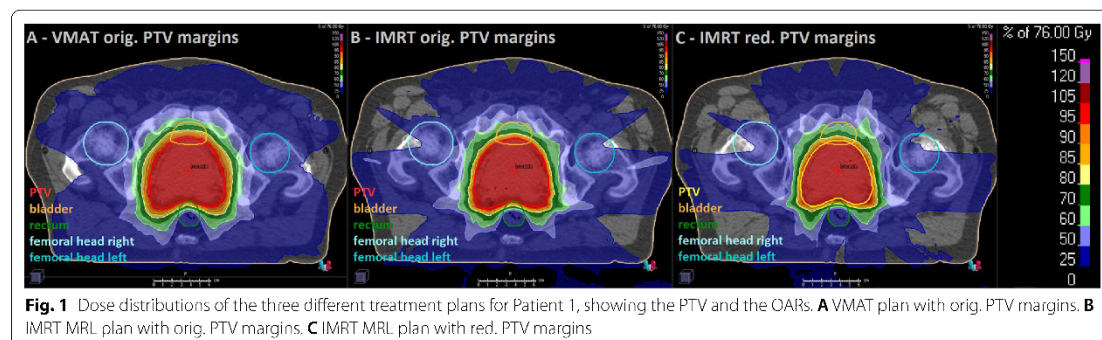 A - VMAT orig. PTV margins
B - IMRT orig. PTV margins
C - IMRT red. PTV margins
% of 76.00 Gy
150
120
105
95
90
85
80
70
60
50
25
0
PTV
bladder
rectum
femoral head right
femoral head left
PTV
bladder
rectum
femoral head right
femoral head left
PTV
bladder
rectum
femoral head right
femoral head left
Fig. 1 Dose distributions of the three different treatment plans for Patient 1, showing the PTV and the OARs. A VMAT plan with orig. PTV margins. B
IMRT MRL plan with orig. PTV margins. C IMRT MRL plan with red. PTV margins